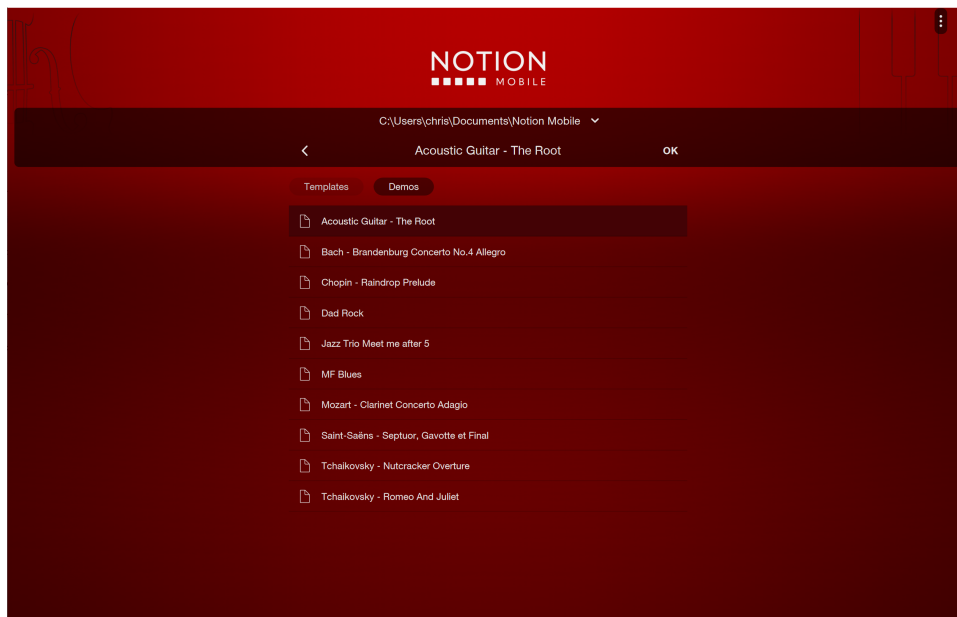 NOTION
MOBILE
C:\Users\chris\Documents\Notion Mobile
Acoustic Guitar - The Root OK
Templates Demos
Acoustic Guitar - The Root
Bach - Brandenburg Concerto No.4 Allegro
Chopin - Raindrop Prelude
Dad Rock
Jazz Trio Meet me after 5
MF Blues
Mozart - Clarinet Concerto Adagio
Saint-Saëns - Septuor, Gavotte et Final
Tchaikovsky - Nutcracker Overture
Tchaikovsky - Romeo And Juliet